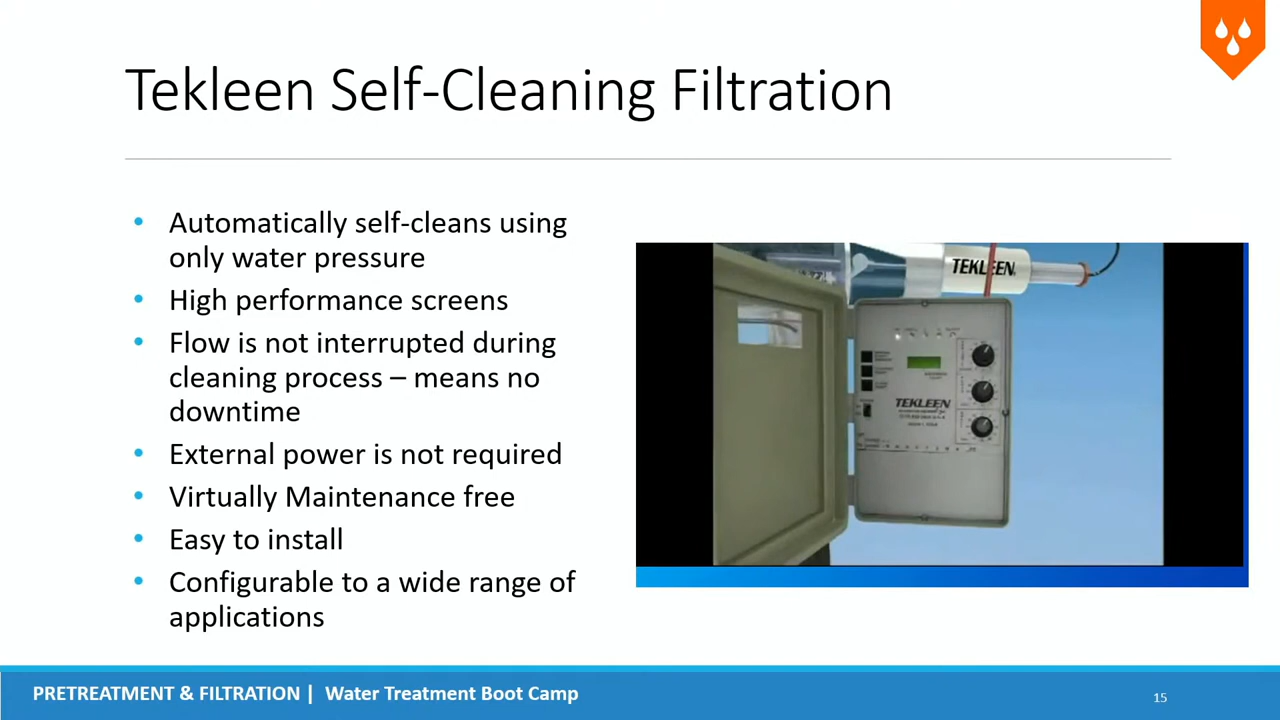 Tekleen Self-Cleaning Filtration
• Automatically self-cleans using
only water pressure
• High performance screens
• Flow is not interrupted during
cleaning process – means no
downtime
• External power is not required
• Virtually Maintenance free
• Easy to install
• Configurable to a wide range of
applications
TEKLEEN
TEKLEEN
PRETREATMENT & FILTRATION | Water Treatment Boot Camp
15